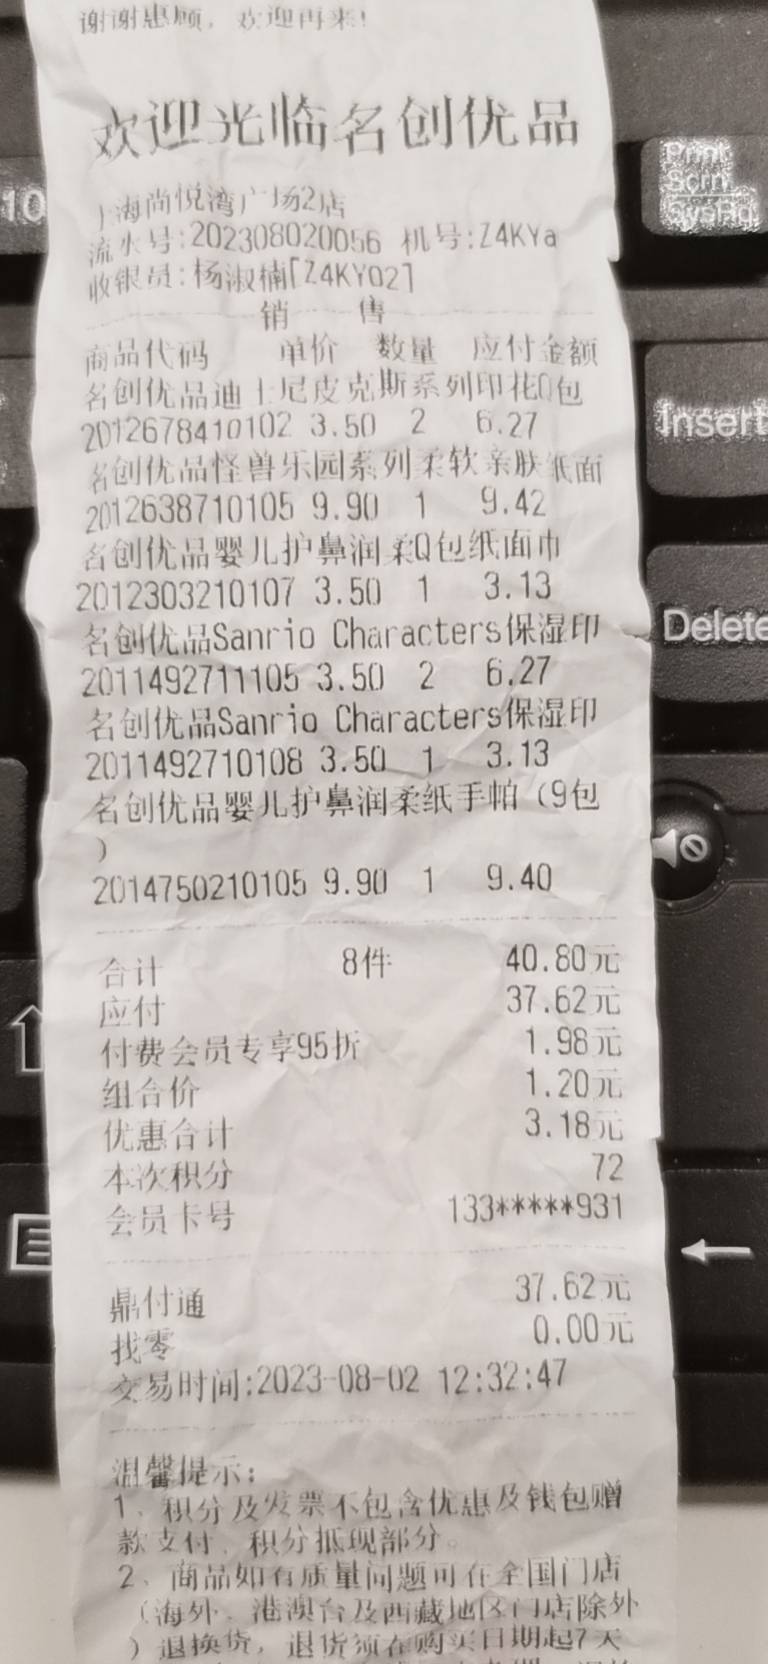 谢谢惠顾，欢迎再来！
欢迎光临名创优品
上海尚悦湾广场2店
流水号:202308020056 机号:Z4KYa
收银员:杨淑楠[Z4KY02]
销 售
商品代码 单价 数量 应付金额
名创优品迪士尼皮克斯系列印花Q包
2012678410102 3.50 2 6.27
名创优品怪兽乐园系列柔软亲肤纸面
2012638710105 9.90 1 9.42
名创优品婴儿护鼻润柔Q包纸面巾
2012303210107 3.50 1 3.13
名创优品Sanrio Characters保湿印
2011492711105 3.50 2 6.27
名创优品Sanrio Characters保湿印
2011492710108 3.50 1 3.13
名创优品婴儿护鼻润柔纸手帕（9包
）
2014750210105 9.90 1 9.40
合计 8件 40.80元
应付 37.62元
付费会员专享95折 1.98元
组合价 1.20元
优惠合计 3.18元
本次积分 72
会员卡号 133*****931
鼎付通 37.62元
找零 0.00元
交易时间:2023-08-02 12:32:47
温馨提示:
1、积分及发票不包含优惠及钱包赠
款支付、积分抵现部分。
2、商品如有质量问题可在全国门店
（海外、港澳台及西藏地区门店除外
）退换货，退货须在购买日期起7天
10
Print
Scrn
SysRq
Insert
Delete